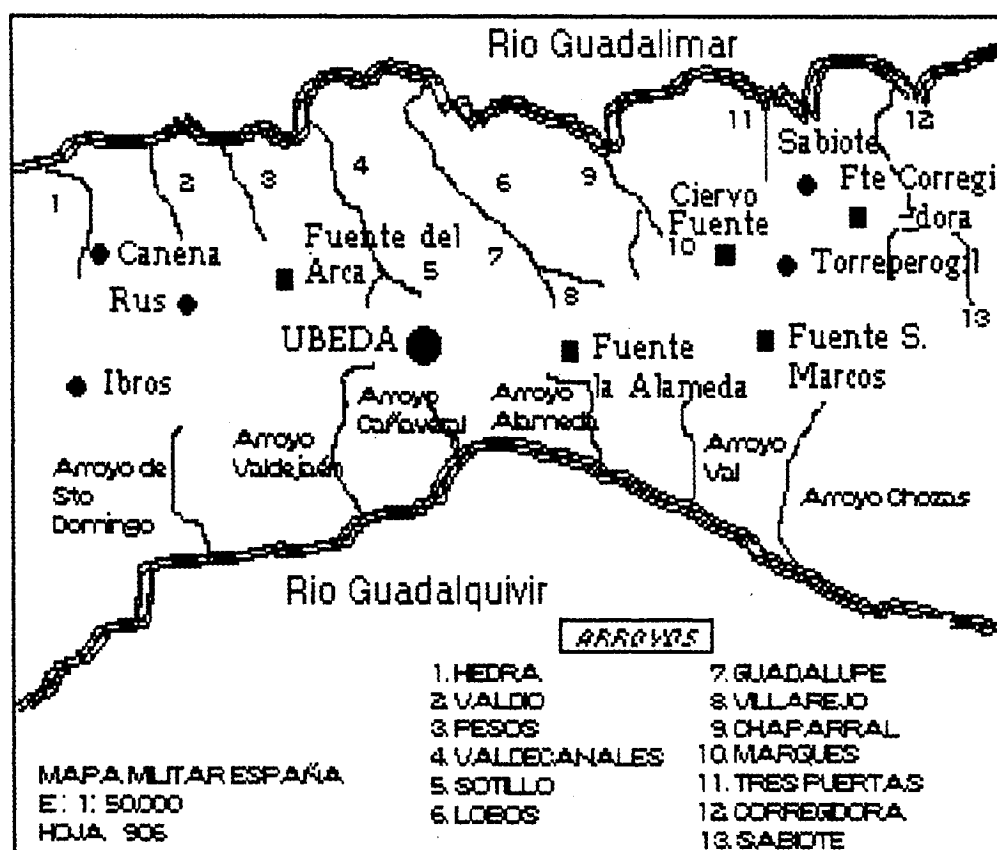 Rio Guadalimar
11
12
Sabiote
1
2
3
4
6
9
Ciervo
Fuente
Fte Corregi
-dora
10
Canena
Fuente del
Arca
5
7
8
Torreperogil
Rus
13
UBEDA
Fuente
la Alameda
Fuente S.
Marcos
Ibros
Arroyo
Cañaveral
Arroyo
Alameda
Arroyo
Valdejaén
Arroyo
Val
Arroyo de
Sto
Domingo
Arroyo Chozas
Rio Guadalquivir
ARROYOS
1. HEDRA
2. VALDIO
3. PESOS
4. VALDECANALES
5. SOTILLO
6. LOBOS
7. GUADALUPE
8. VILLAREJO
9. CHAPARRAL
10. MARQUES
11. TRES PUERTAS
12. CORREGIDORA
13. SABIOTE
MAPA MILITAR ESPAÑA
E: 1: 50.000
HOJA 906